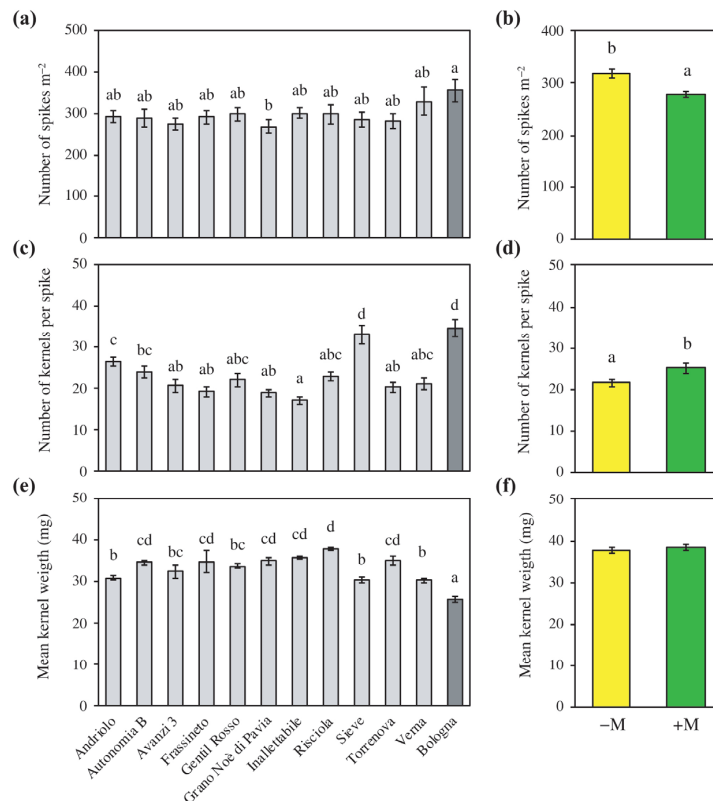 (a)
Number of spikes m⁻²
500
400
300
200
100
0
ab ab ab ab ab b ab ab ab ab ab a
(b)
Number of spikes m⁻²
400
300
200
100
0
b a
(c)
Number of kernels per spike
50
40
30
20
10
0
c bc ab ab abc ab a abc d ab abc d
(d)
Number of kernels per spike
50
40
30
20
10
0
a b
(e)
Mean kernel weigth (mg)
50
40
30
20
10
0
b cd bc cd bc cd cd d b cd b a
Andriolo
Autonomia B
Avanzi 3
Frassineto
Gentil Rosso
Grano Noè di Pavia
Inallettabile
Risciola
Sieve
Torrenova
Verna
Bologna
(f)
Mean kernel weigth (mg)
50
40
30
20
10
0
−M +M